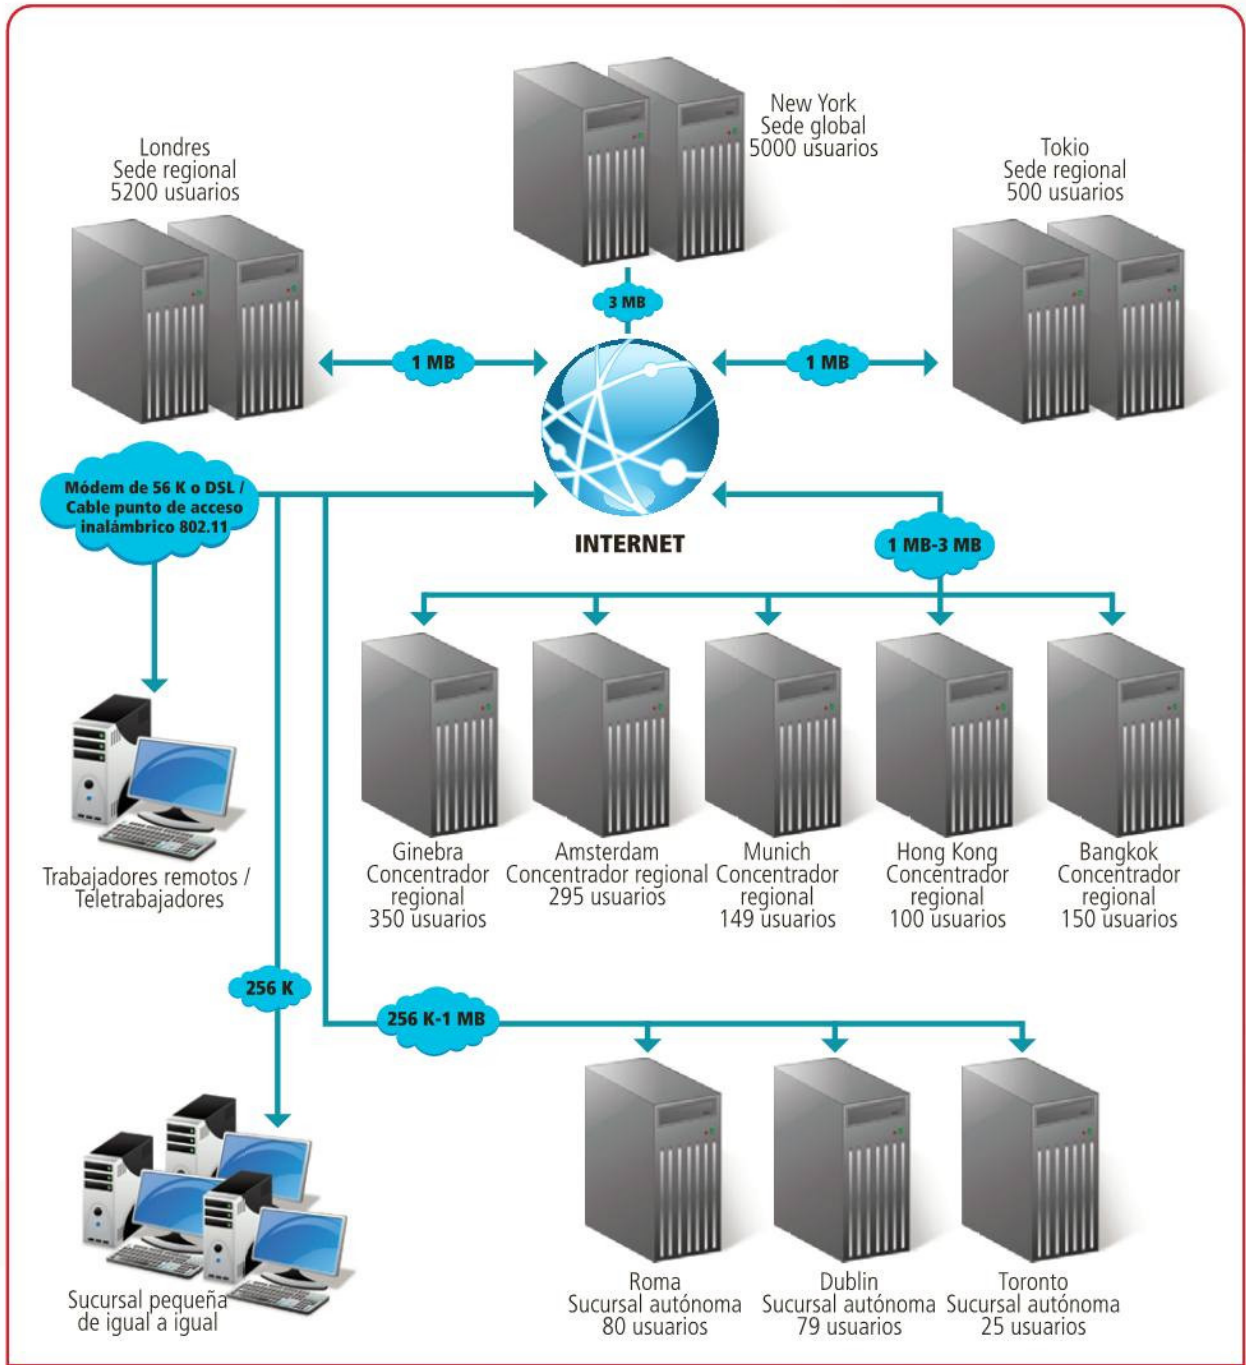 New York
Sede global
5000 usuarios
Londres
Sede regional
5200 usuarios
Tokio
Sede regional
500 usuarios
3 MB
1 MB
1 MB
Módem de 56 K o DSL /
Cable punto de acceso
inalámbrico 802.11
INTERNET
1 MB-3 MB
Trabajadores remotos /
Teletrabajadores
Ginebra
Concentrador
regional
350 usuarios
Amsterdam
Concentrador regional
295 usuarios
Munich
Concentrador
regional
149 usuarios
Hong Kong
Concentrador
regional
100 usuarios
Bangkok
Concentrador
regional
150 usuarios
256 K
256 K-1 MB
Sucursal pequeña
de igual a igual
Roma
Sucursal autónoma
80 usuarios
Dublin
Sucursal autónoma
79 usuarios
Toronto
Sucursal autónoma
25 usuarios